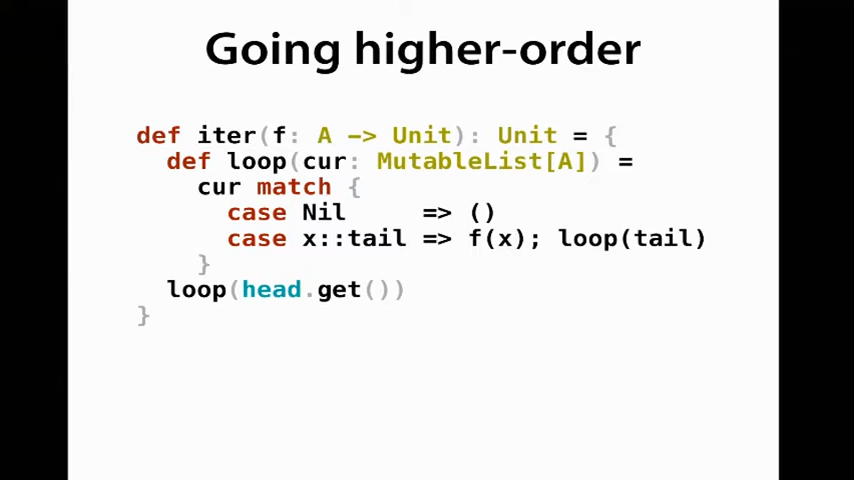 Going higher-order
def iter(f: A -> Unit): Unit = {
  def loop(cur: MutableList[A]) =
    cur match {
      case Nil     => ()
      case x::tail => f(x); loop(tail)
    }
  loop(head.get())
}